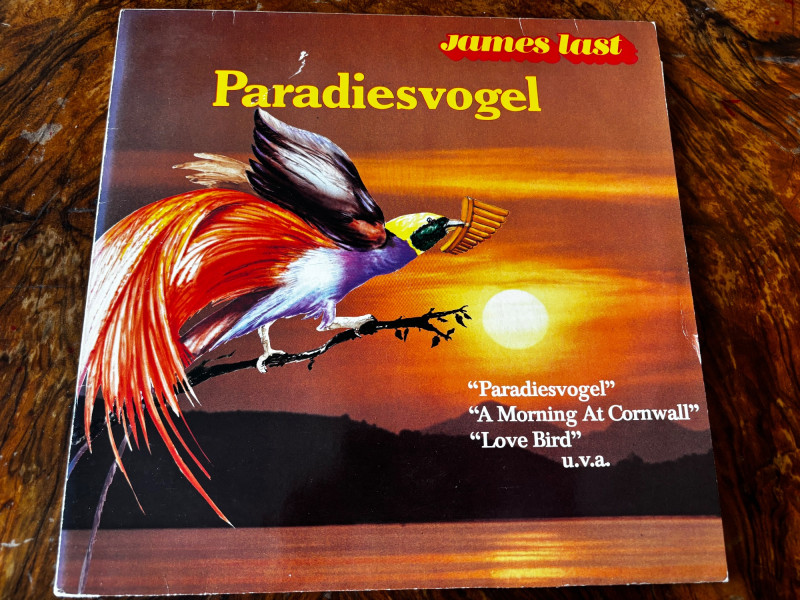 james last
Paradiesvogel
“Paradiesvogel”
“A Morning At Cornwall”
“Love Bird”
u.v.a.